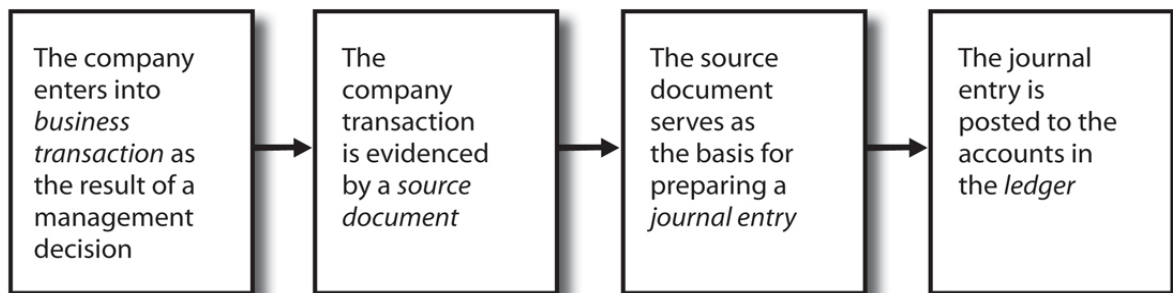 The company
enters into
business
transaction as
the result of a
management
decision
The
company
transaction
is evidenced
by a source
document
The source
document
serves as
the basis for
preparing a
journal entry
The journal
entry is
posted to the
accounts in
the ledger